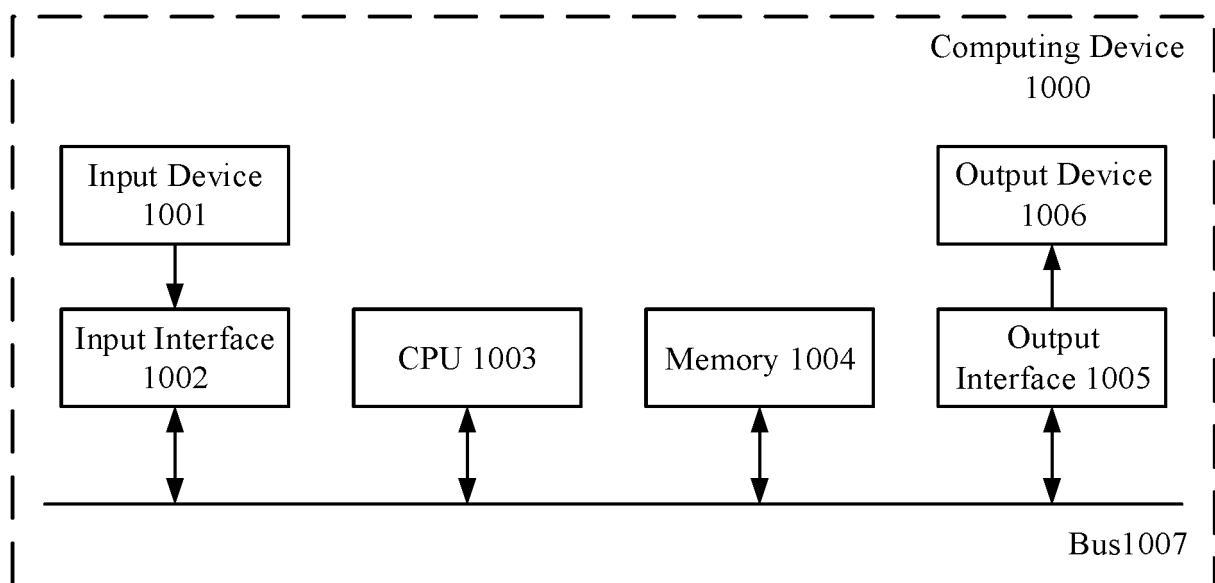 Computing Device
1000
Input Device
1001
Output Device
1006
Input Interface
1002
CPU 1003
Memory 1004
Output
Interface 1005
Bus1007